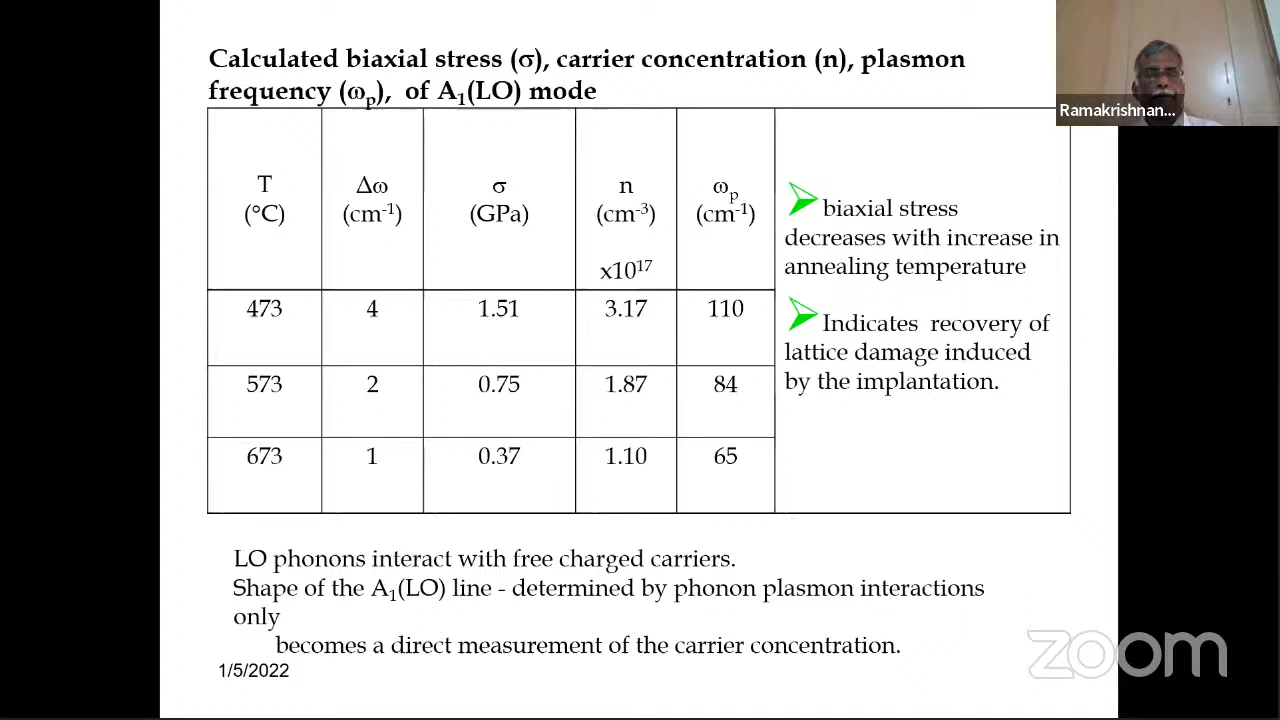 Calculated biaxial stress (σ), carrier concentration (n), plasmon
frequency (ωp), of A1(LO) mode
Ramakrishnan...
T Δω σ n ωp
(°C) (cm-1) (GPa) (cm-3) (cm-1)
x1017
473 4 1.51 3.17 110
573 2 0.75 1.87 84
673 1 0.37 1.10 65
biaxial stress
decreases with increase in
annealing temperature
Indicates recovery of
lattice damage induced
by the implantation.
LO phonons interact with free charged carriers.
Shape of the A1(LO) line - determined by phonon plasmon interactions
only
becomes a direct measurement of the carrier concentration.
1/5/2022
zoom